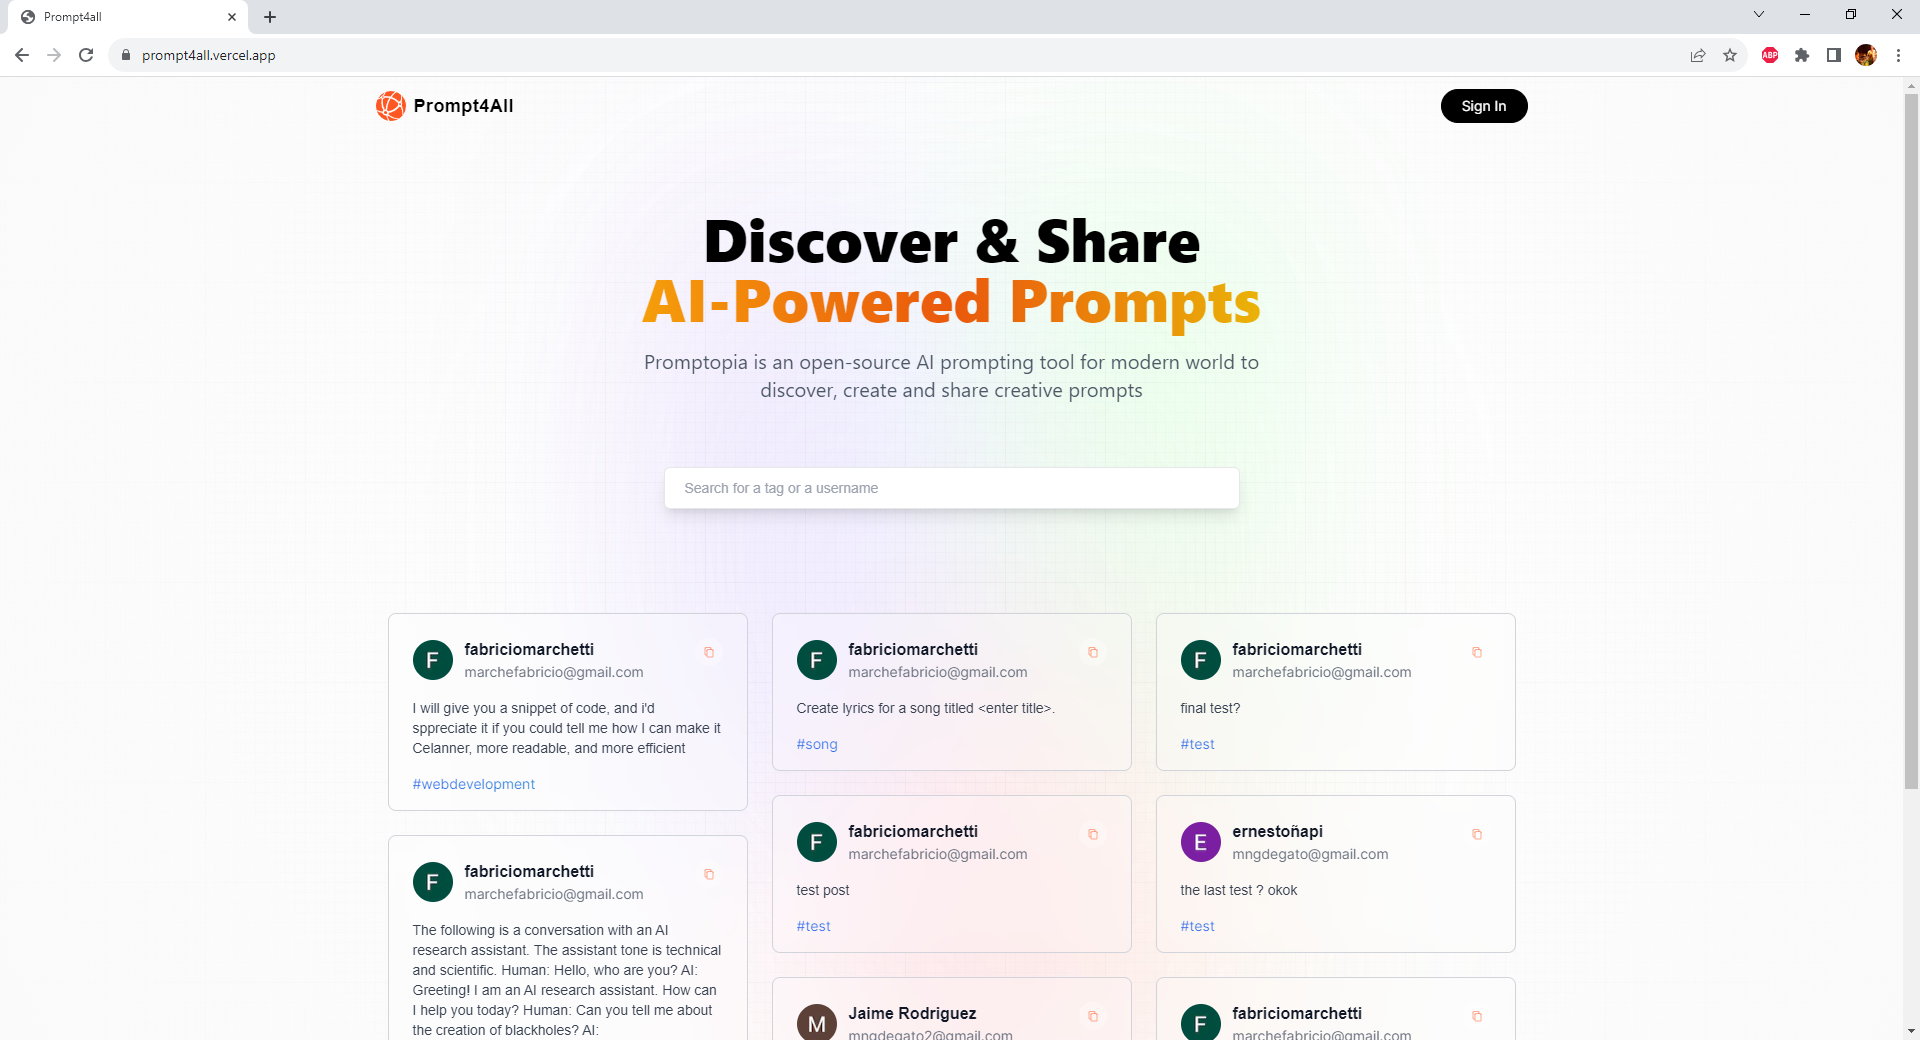 Prompt4all
prompt4all.vercel.app
ABP
Prompt4All
Sign In
Discover & Share
AI-Powered Prompts
Promptopia is an open-source AI prompting tool for modern world to
discover, create and share creative prompts
Search for a tag or a username
F
fabriciomarchetti
marchefabricio@gmail.com
I will give you a snippet of code, and i'd
sppreciate it if you could tell me how I can make it
Celanner, more readable, and more efficient
#webdevelopment
F
fabriciomarchetti
marchefabricio@gmail.com
The following is a conversation with an AI
research assistant. The assistant tone is technical
and scientific. Human: Hello, who are you? AI:
Greeting! I am an AI research assistant. How can
I help you today? Human: Can you tell me about
the creation of blackholes? AI:
F
fabriciomarchetti
marchefabricio@gmail.com
Create lyrics for a song titled <enter title>.
#song
F
fabriciomarchetti
marchefabricio@gmail.com
test post
#test
M
Jaime Rodriguez
mngdegato2@gmail.com
F
fabriciomarchetti
marchefabricio@gmail.com
final test?
#test
E
ernestoñapi
mngdegato@gmail.com
the last test ? okok
#test
F
fabriciomarchetti
marchefabricio@gmail.com